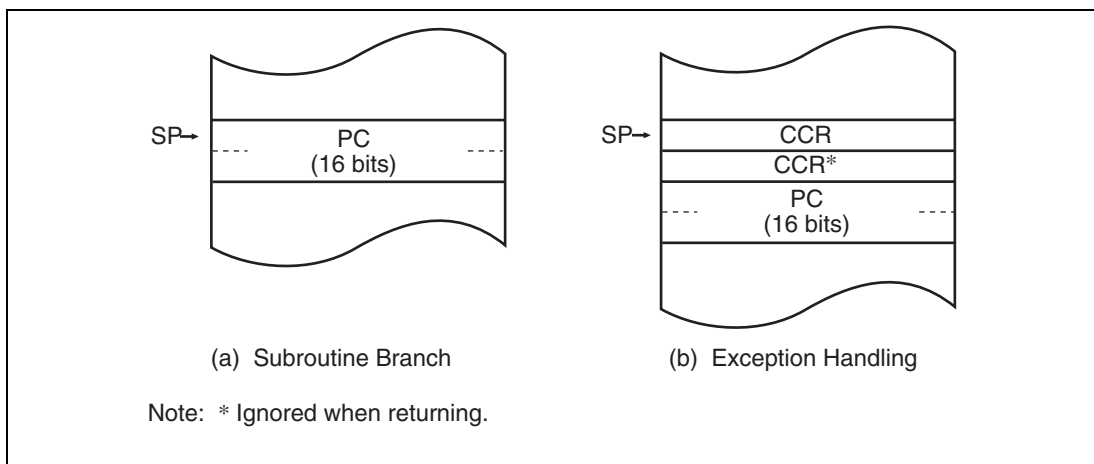 SP→ PC
(16 bits)
(a) Subroutine Branch
SP→ CCR
CCR*
PC
(16 bits)
(b) Exception Handling
Note: * Ignored when returning.